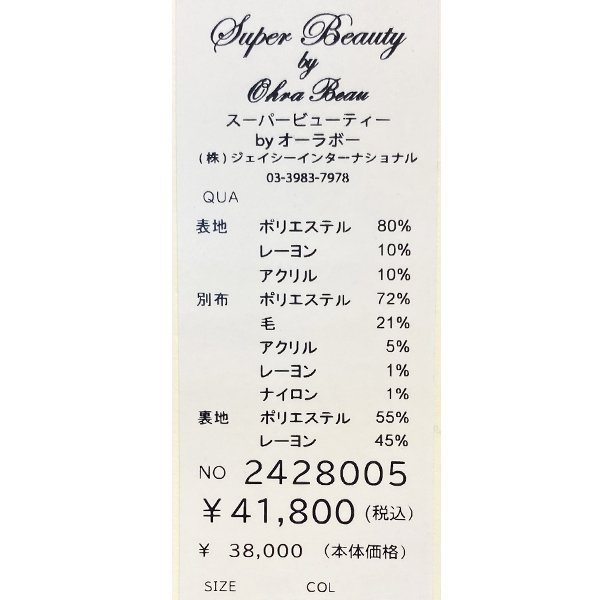 Super Beauty
by
Ohra Beau
スーパービューティー
by オーラボー
(株)ジェイシーインターナショナル
03-3983-7978
QUA
表地 ポリエステル 80%
レーヨン 10%
アクリル 10%
別布 ポリエステル 72%
毛 21%
アクリル 5%
レーヨン 1%
ナイロン 1%
裏地 ポリエステル 55%
レーヨン 45%
NO 2428005
¥41,800(税込)
¥ 38,000 (本体価格)
SIZE COL